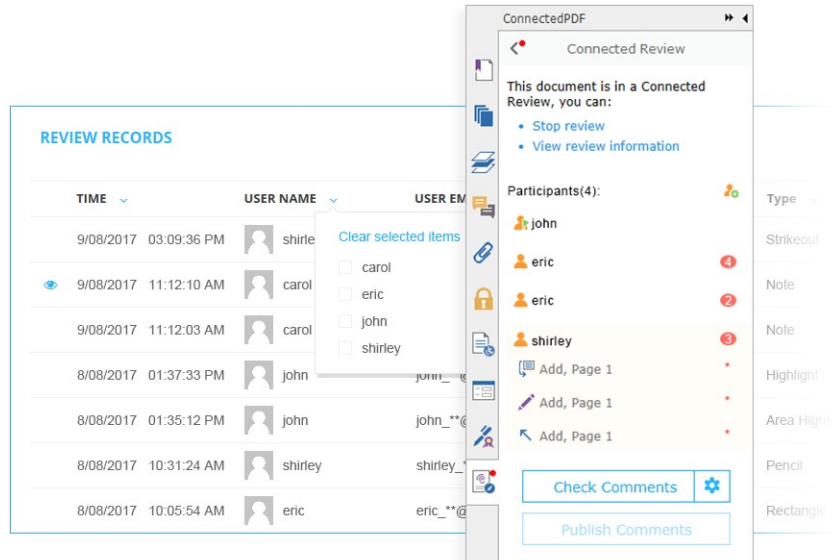 ConnectedPDF
Connected Review
This document is in a Connected
Review, you can:
• Stop review
• View review information
Participants(4):
john
eric 4
eric 2
shirley 3
Add, Page 1
Add, Page 1
Add, Page 1
Check Comments
Publish Comments
REVIEW RECORDS
TIME USER NAME USER EM Type
9/08/2017 03:09:36 PM shirle Strikeout
9/08/2017 11:12:10 AM carol Note
9/08/2017 11:12:03 AM carol Note
8/08/2017 01:37:33 PM john john_ Highlight
8/08/2017 01:35:12 PM john john_**@ Area High
8/08/2017 10:31:24 AM shirley shirley_* Pencil
8/08/2017 10:05:54 AM eric eric_**@ Rectangle
Clear selected items
carol
eric
john
shirley